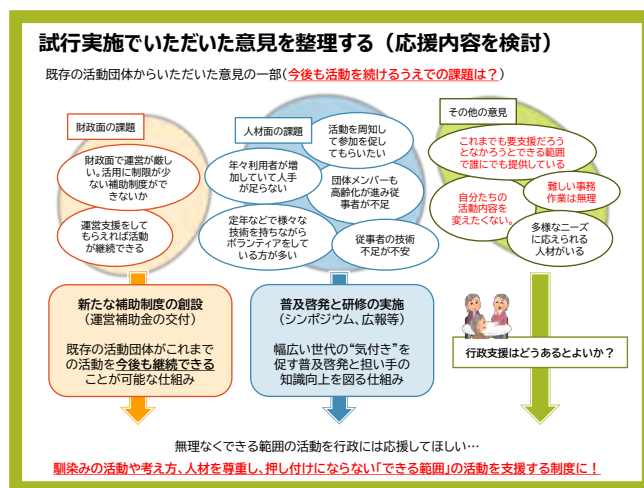 試行実施でいただいた意見を整理する（応援内容を検討）
既存の活動団体からいただいた意見の一部（今後も活動を続けるうえでの課題は？）
財政面の課題
財政面で運営が厳し
い。活用に制限が少
ない補助制度がで
きないか
運営支援をして
もらえれば活動
が継続できる
人材面の課題
活動を周知し
て参加を促し
てもらいたい
年々利用者が増
加していて人手
が足らない
団体メンバーも
高齢化が進み従
事者が不足
定年などで様々な
技術を持ちながら
ボランティアをして
いる方が多い
従事者の技術
不足が不安
その他の意見
これまでも要支援だろう
となかろうとできる範囲
で誰にでも提供している
自分たちの
活動内容を
変えたくない。
難しい事務
作業は無理
多様なニーズ
に応えられる
人材がいる
新たな補助制度の創設
（運営補助金の交付）
既存の活動団体がこれまで
の活動を今後も継続できる
ことが可能な仕組み
普及啓発と研修の実施
（シンポジウム、広報等）
幅広い世代の“気付き”を
促す普及啓発と担い手の
知識向上を図る仕組み
行政支援はどうあるとよいか？
無理なくできる範囲の活動を行政には応援してほしい…
馴染みの活動や考え方、人材を尊重し、押し付けにならない「できる範囲」の活動を支援する制度に！